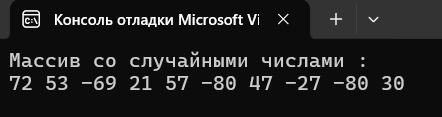 Консоль отладки Microsoft Vi
Массив со случайными числами :
72 53 -69 21 57 -80 47 -27 -80 30